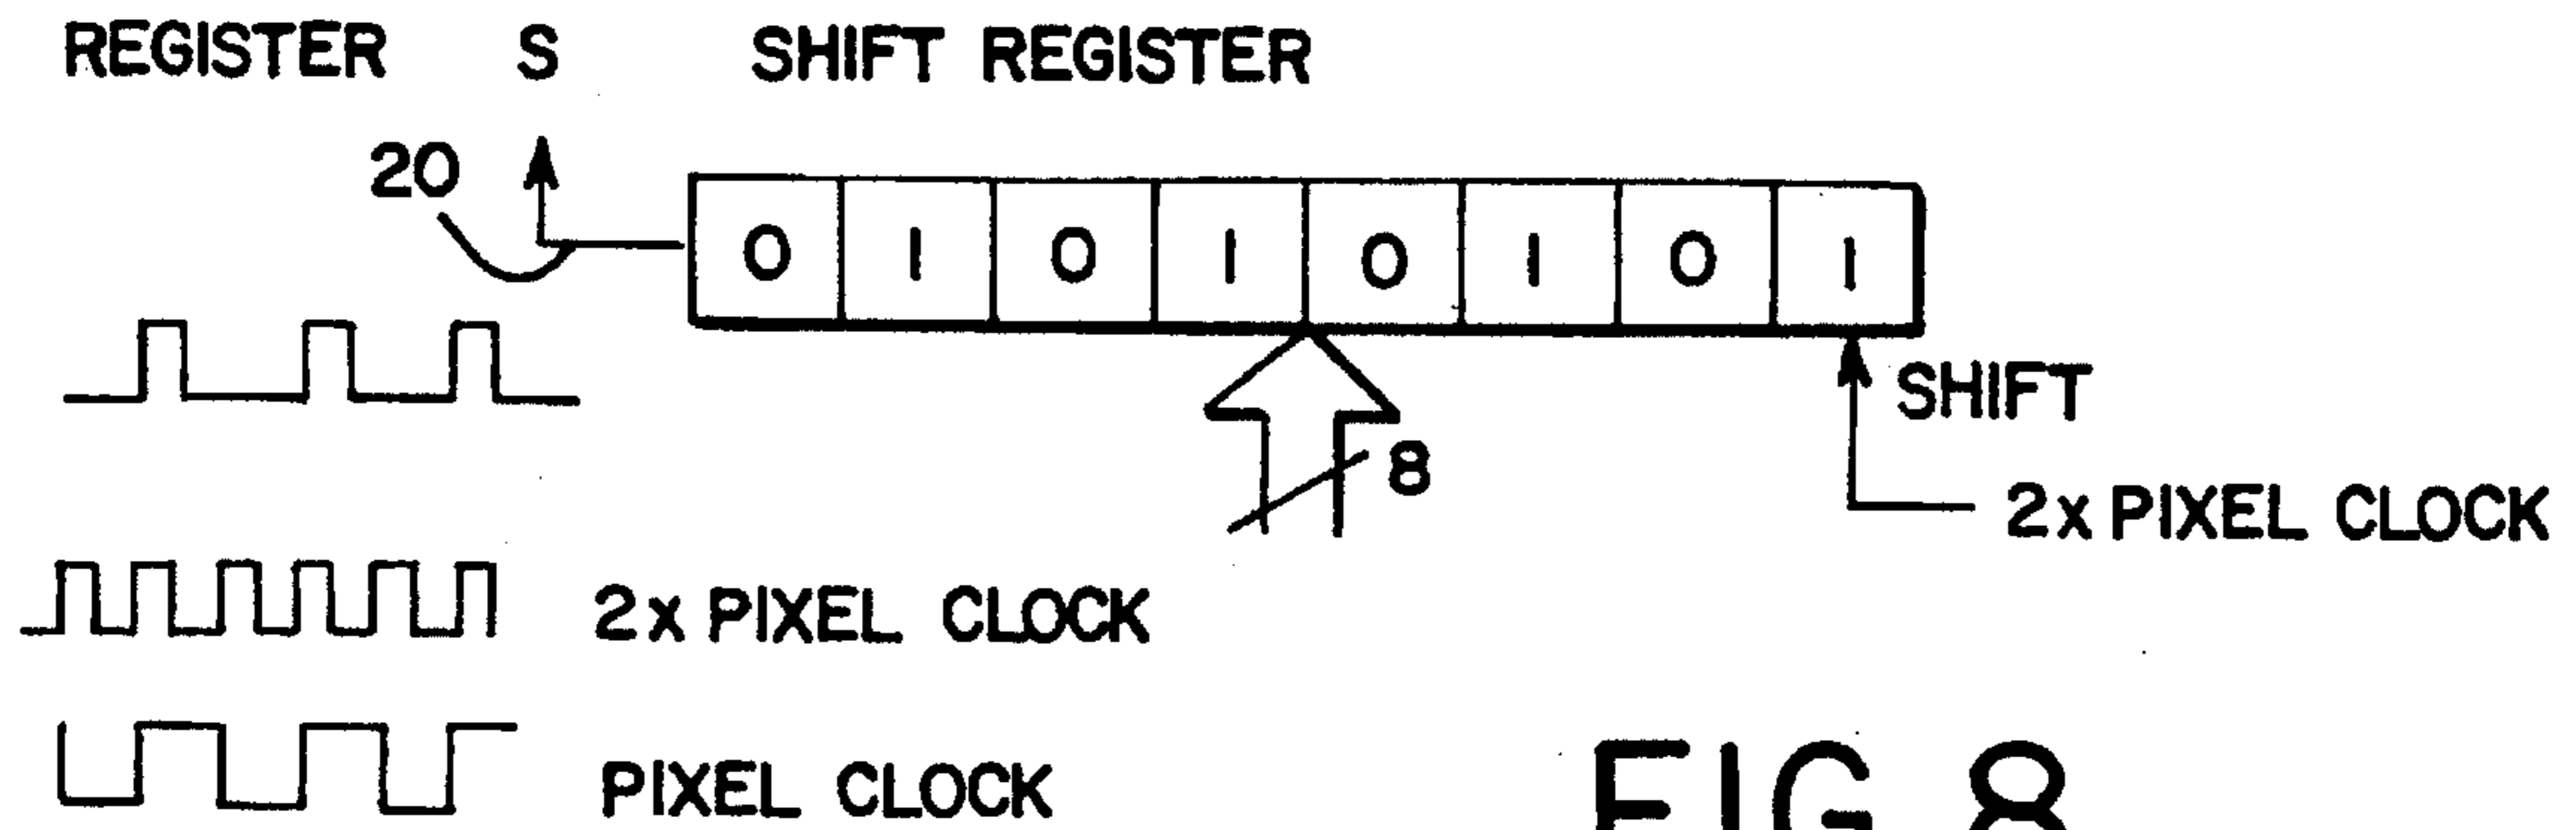 REGISTER S SHIFT REGISTER
20
0 1 0 1 0 1 0 1
SHIFT
8
2x PIXEL CLOCK
2x PIXEL CLOCK
PIXEL CLOCK
FIG 8